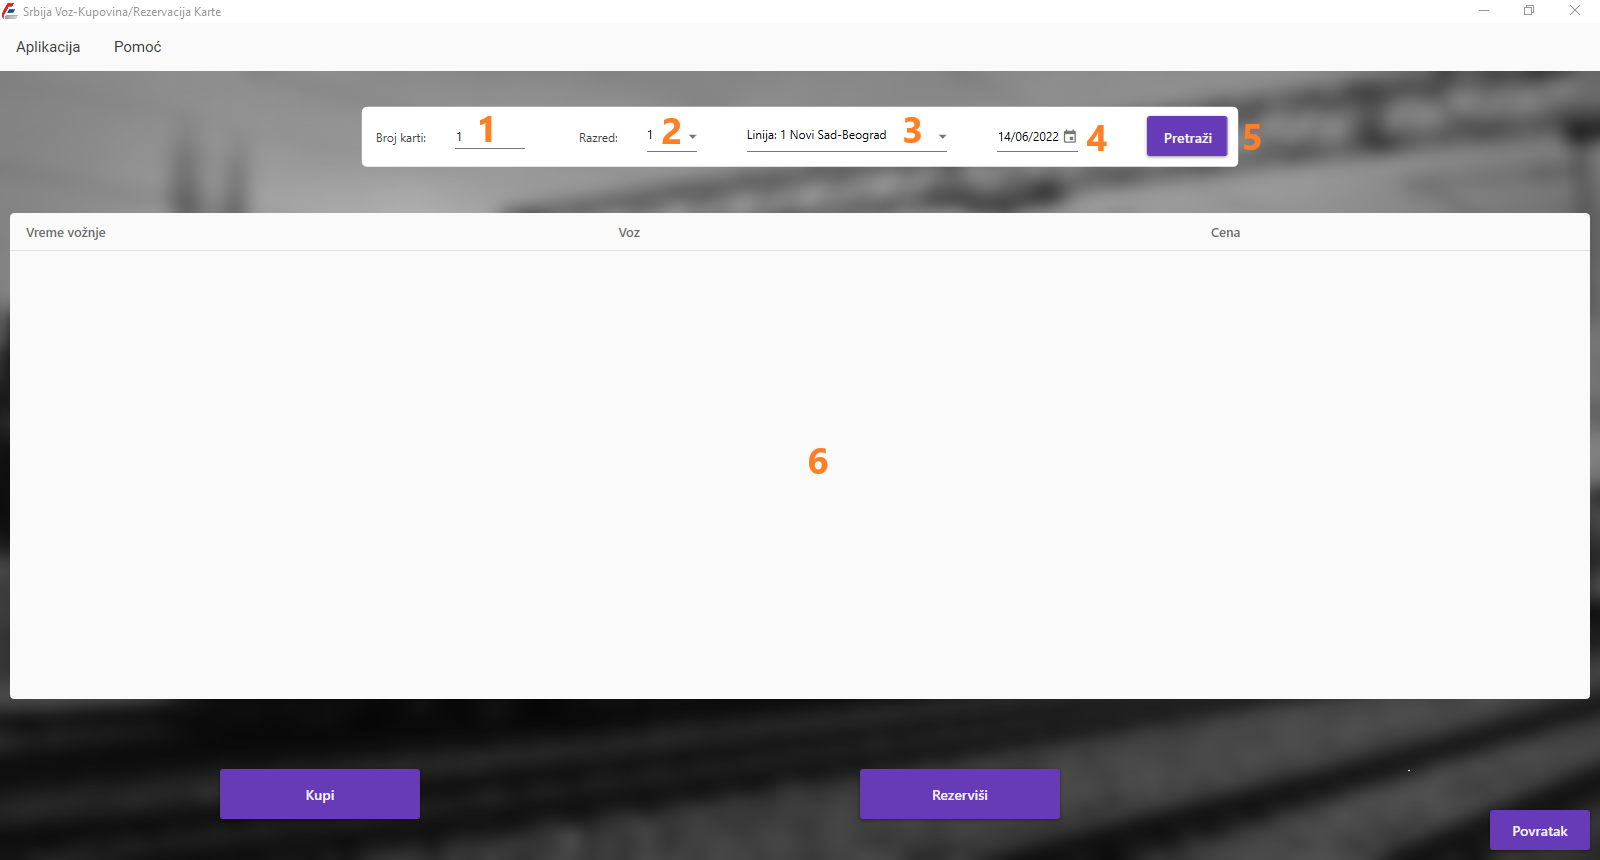 Srbija Voz-Kupovina/Rezervacija Karte
Aplikacija Pomoć
Broj karti: 1 1 Razred: 1 2 Linija: 1 Novi Sad-Beograd 3 14/06/2022 4 Pretraži 5
Vreme vožnje Voz Cena
6
Kupi Rezerviši
Povratak